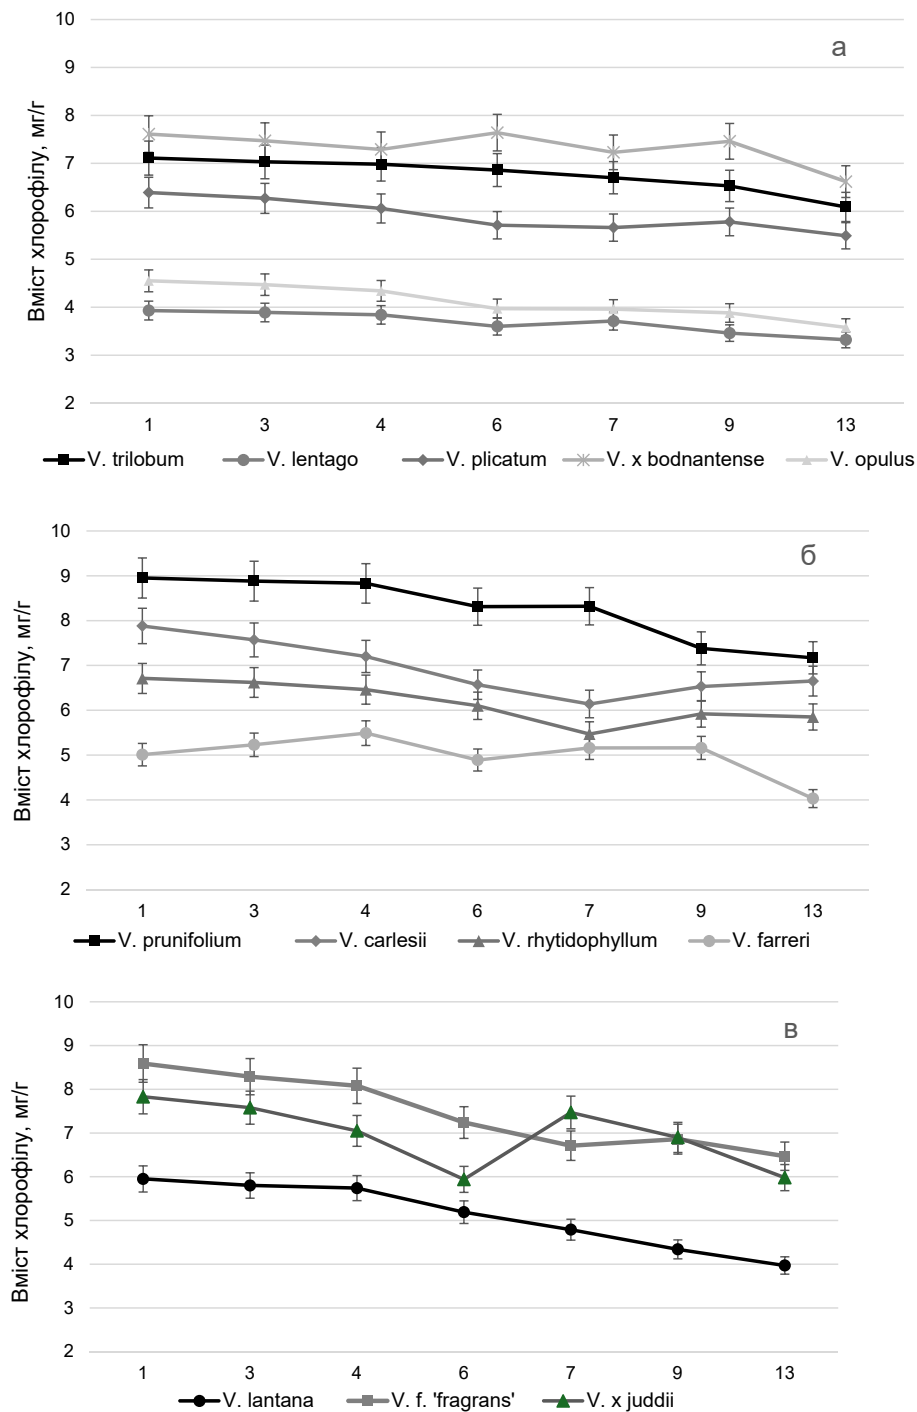 10
а
9
8
7
6
5
4
3
2
Вміст хлорофілу, мг/г
1 3 4 6 7 9 13
V. trilobum V. lentago V. plicatum V. x bodnantense V. opulus
10
б
9
8
7
6
5
4
3
2
Вміст хлорофілу, мг/г
1 3 4 6 7 9 13
V. prunifolium V. carlesii V. rhytidophyllum V. farreri
10
в
9
8
7
6
5
4
3
2
Вміст хлорофілу, мг/г
1 3 4 6 7 9 13
V. lantana V. f. 'fragrans' V. x juddii